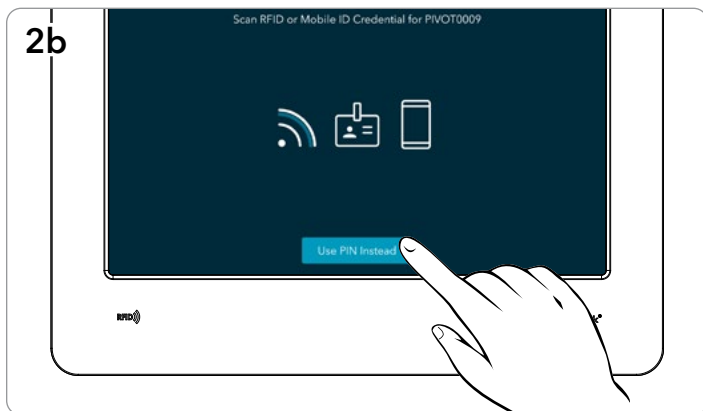 2b
Scan RFID or Mobile ID Credential for PIVOT0009
Use PIN Instead
RFID